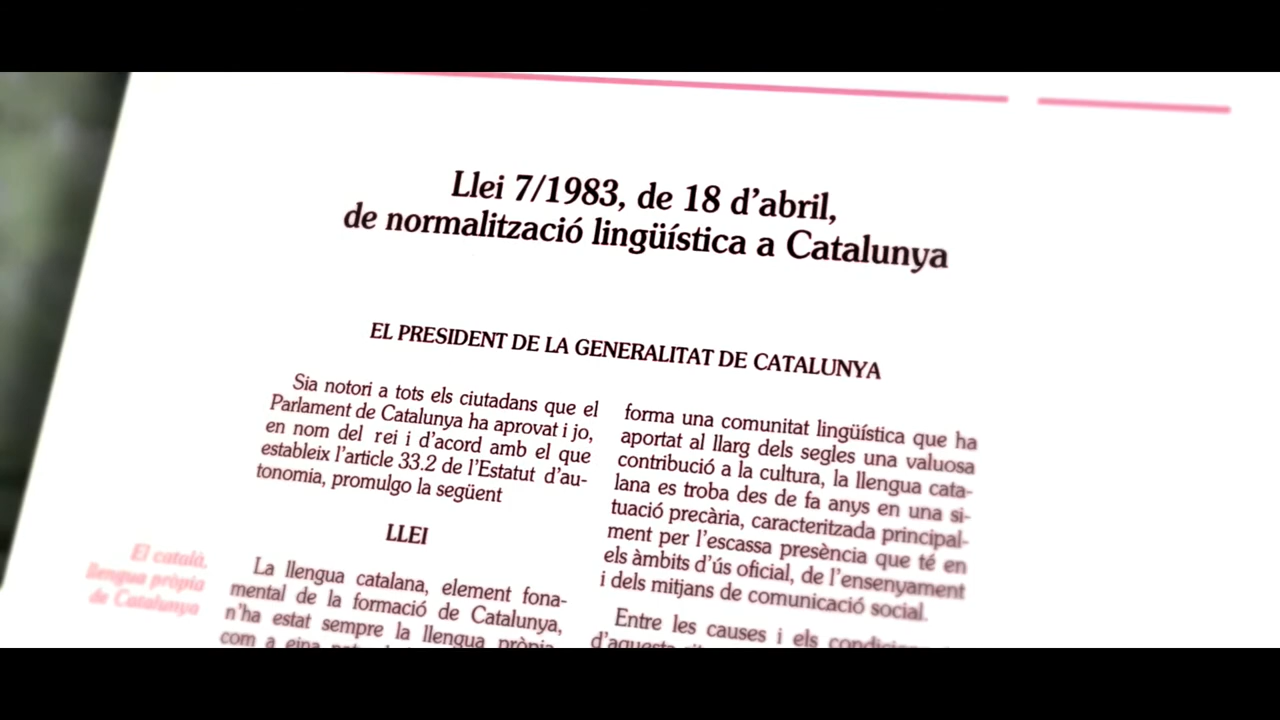 Llei 7/1983, de 18 d'abril,
de normalització lingüística a Catalunya
EL PRESIDENT DE LA GENERALITAT DE CATALUNYA
Sia notori a tots els ciutadans que el
Parlament de Catalunya ha aprovat i jo,
en nom del rei i d'acord amb el que
estableix l'article 33.2 de l'Estatut d'au-
tonomia, promulgo la següent
LLEI
El català,
llengua pròpia
de Catalunya
La llengua catalana, element fona-
mental de la formació de Catalunya,
n'ha estat sempre la llengua pròpia
com a eina
forma una comunitat lingüística que ha
aportat al llarg dels segles una valuosa
contribució a la cultura, la llengua cata-
lana es troba des de fa anys en una si-
tuació precària, caracteritzada principal-
ment per l'escassa presència que té en
els àmbits d'ús oficial, de l'ensenyament
i dels mitjans de comunicació social.
Entre les causes i els
d'aquesta